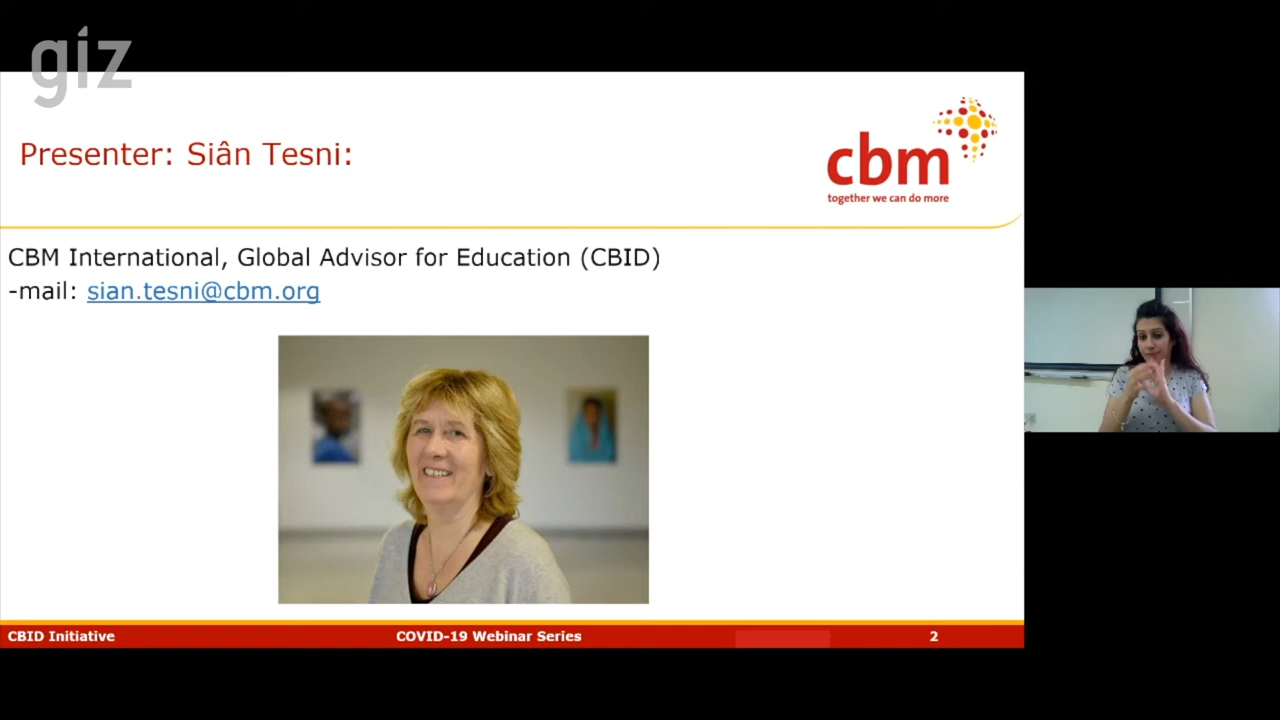 giz
Presenter: Siân Tesni:
cbm
together we can do more
CBM International, Global Advisor for Education (CBID)
-mail: sian.tesni@cbm.org
CBID Initiative
COVID-19 Webinar Series
2